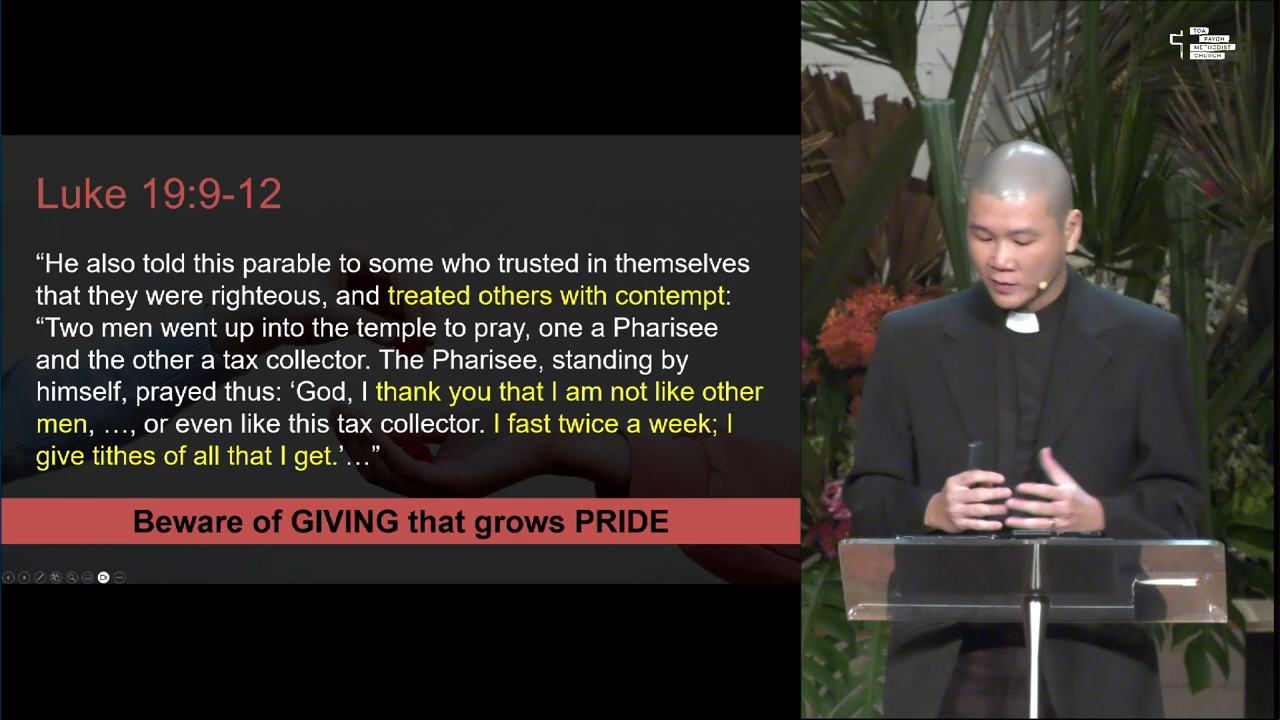 Luke 19:9-12
“He also told this parable to some who trusted in themselves
that they were righteous, and treated others with contempt:
“Two men went up into the temple to pray, one a Pharisee
and the other a tax collector. The Pharisee, standing by
himself, prayed thus: ‘God, I thank you that I am not like other
men, …, or even like this tax collector. I fast twice a week; I
give tithes of all that I get.’…”
Beware of GIVING that grows PRIDE
TOA
PAYOH
METHODIST
CHURCH